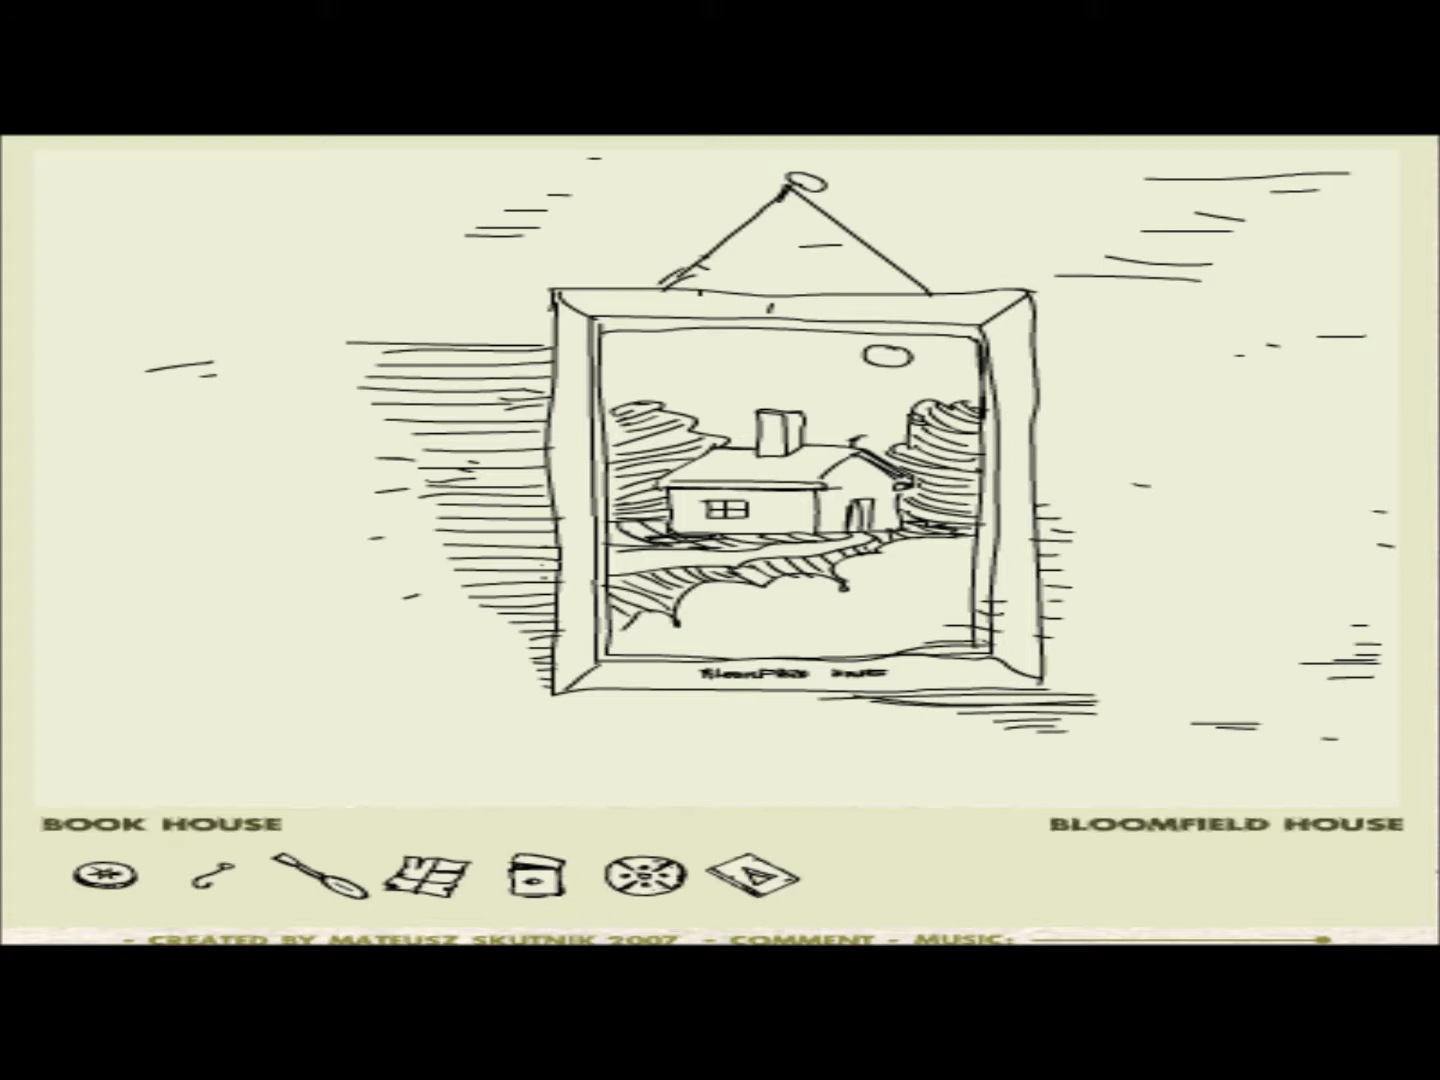 BOOK HOUSE
BLOOMFIELD HOUSE
A
- CREATED BY MATEUSZ SKUTNIK 2007 - COMMENT - MUSIC: